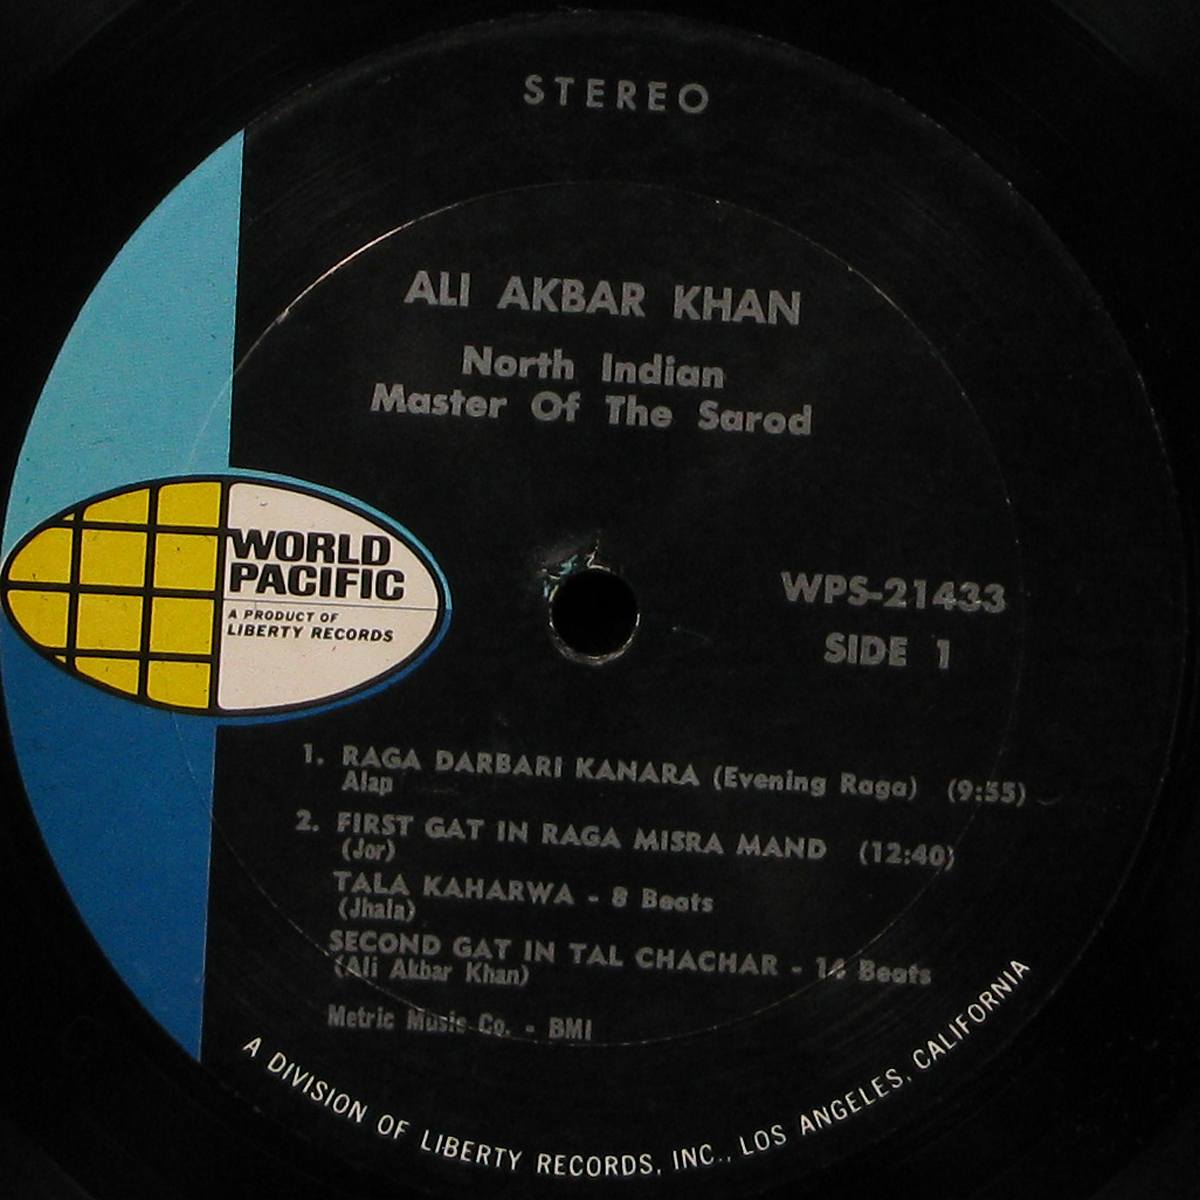 STEREO
ALI AKBAR KHAN
North Indian
Master Of The Sarod
WORLD
PACIFIC
A PRODUCT OF
LIBERTY RECORDS
WPS-21433
SIDE 1
1. RAGA DARBARI KANARA (Evening Raga) (9:55)
Alap
2. FIRST GAT IN RAGA MISRA MAND (12:40)
(Jor)
TALA KAHARWA - 8 Beats
(Jhala)
SECOND GAT IN TAL CHACHAR - 14 Beats
(Ali Akbar Khan)
Metric Music Co. - BMI
A DIVISION OF LIBERTY RECORDS, INC., LOS ANGELES, CALIFORNIA